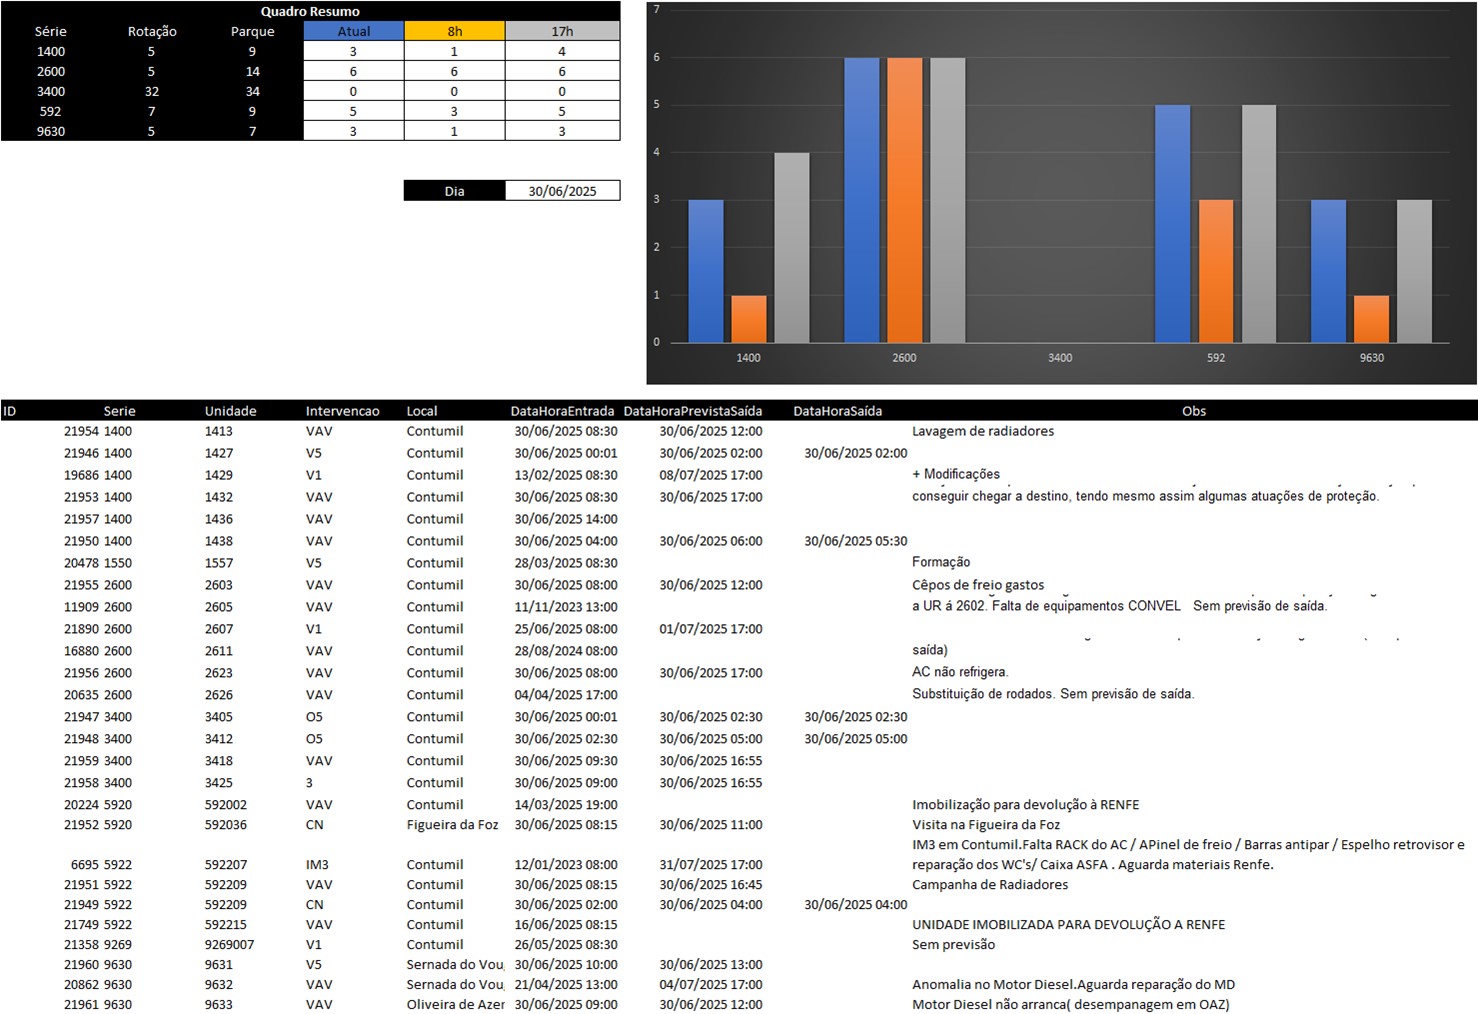 Quadro Resumo
Série Rotação Parque Atual 8h 17h
1400 5 9 3 1 4
2600 5 14 6 6 6
3400 32 34 0 0 0
592 7 9 5 3 5
9630 5 7 3 1 3
Dia 30/06/2025
7
6
5
4
3
2
1
0
1400 2600 3400 592 9630
ID Serie Unidade Intervencao Local DataHoraEntrada DataHoraPrevistaSaída DataHoraSaída Obs
21954 1400 1413 VAV Contumil 30/06/2025 08:30 30/06/2025 12:00 Lavagem de radiadores
21946 1400 1427 V5 Contumil 30/06/2025 00:01 30/06/2025 02:00 30/06/2025 02:00
19686 1400 1429 V1 Contumil 13/02/2025 08:30 08/07/2025 17:00 + Modificações
21953 1400 1432 VAV Contumil 30/06/2025 08:30 30/06/2025 17:00 conseguir chegar a destino, tendo mesmo assim algumas atuações de proteção.
21957 1400 1436 VAV Contumil 30/06/2025 14:00
21950 1400 1438 VAV Contumil 30/06/2025 04:00 30/06/2025 06:00 30/06/2025 05:30
20478 1550 1557 V5 Contumil 28/03/2025 08:30 Formação
21955 2600 2603 VAV Contumil 30/06/2025 08:00 30/06/2025 12:00 Cêpos de freio gastos
11909 2600 2605 VAV Contumil 11/11/2023 13:00 a UR á 2602. Falta de equipamentos CONVEL Sem previsão de saída.
21890 2600 2607 V1 Contumil 25/06/2025 08:00 01/07/2025 17:00
16880 2600 2611 VAV Contumil 28/08/2024 08:00 saída)
21956 2600 2623 VAV Contumil 30/06/2025 08:00 30/06/2025 17:00 AC não refrigera.
20635 2600 2626 VAV Contumil 04/04/2025 17:00 Substituição de rodados. Sem previsão de saída.
21947 3400 3405 O5 Contumil 30/06/2025 00:01 30/06/2025 02:30 30/06/2025 02:30
21948 3400 3412 O5 Contumil 30/06/2025 02:30 30/06/2025 05:00 30/06/2025 05:00
21959 3400 3418 VAV Contumil 30/06/2025 09:30 30/06/2025 16:55
21958 3400 3425 3 Contumil 30/06/2025 09:00 30/06/2025 16:55
20224 5920 592002 VAV Contumil 14/03/2025 19:00 Imobilização para devolução à RENFE
21952 5920 592036 CN Figueira da Foz 30/06/2025 08:15 30/06/2025 11:00 Visita na Figueira da Foz
IM3 em Contumil.Falta RACK do AC / APinel de freio / Barras antipar / Espelho retrovisor e
6695 5922 592207 IM3 Contumil 12/01/2023 08:00 31/07/2025 17:00 reparação dos WC's/ Caixa ASFA . Aguarda materiais Renfe.
21951 5922 592209 VAV Contumil 30/06/2025 08:15 30/06/2025 16:45 Campanha de Radiadores
21949 5922 592209 CN Contumil 30/06/2025 02:00 30/06/2025 04:00 30/06/2025 04:00
21749 5922 592215 VAV Contumil 16/06/2025 08:15 UNIDADE IMOBILIZADA PARA DEVOLUÇÃO A RENFE
21358 9269 9269007 V1 Contumil 26/05/2025 08:30 Sem previsão
21960 9630 9631 V5 Sernada do Vou 30/06/2025 10:00 30/06/2025 13:00
20862 9630 9632 VAV Sernada do Vou 21/04/2025 13:00 04/07/2025 17:00 Anomalia no Motor Diesel.Aguarda reparação do MD
21961 9630 9633 VAV Oliveira de Azer 30/06/2025 09:00 30/06/2025 12:00 Motor Diesel não arranca( desempanagem em OAZ)